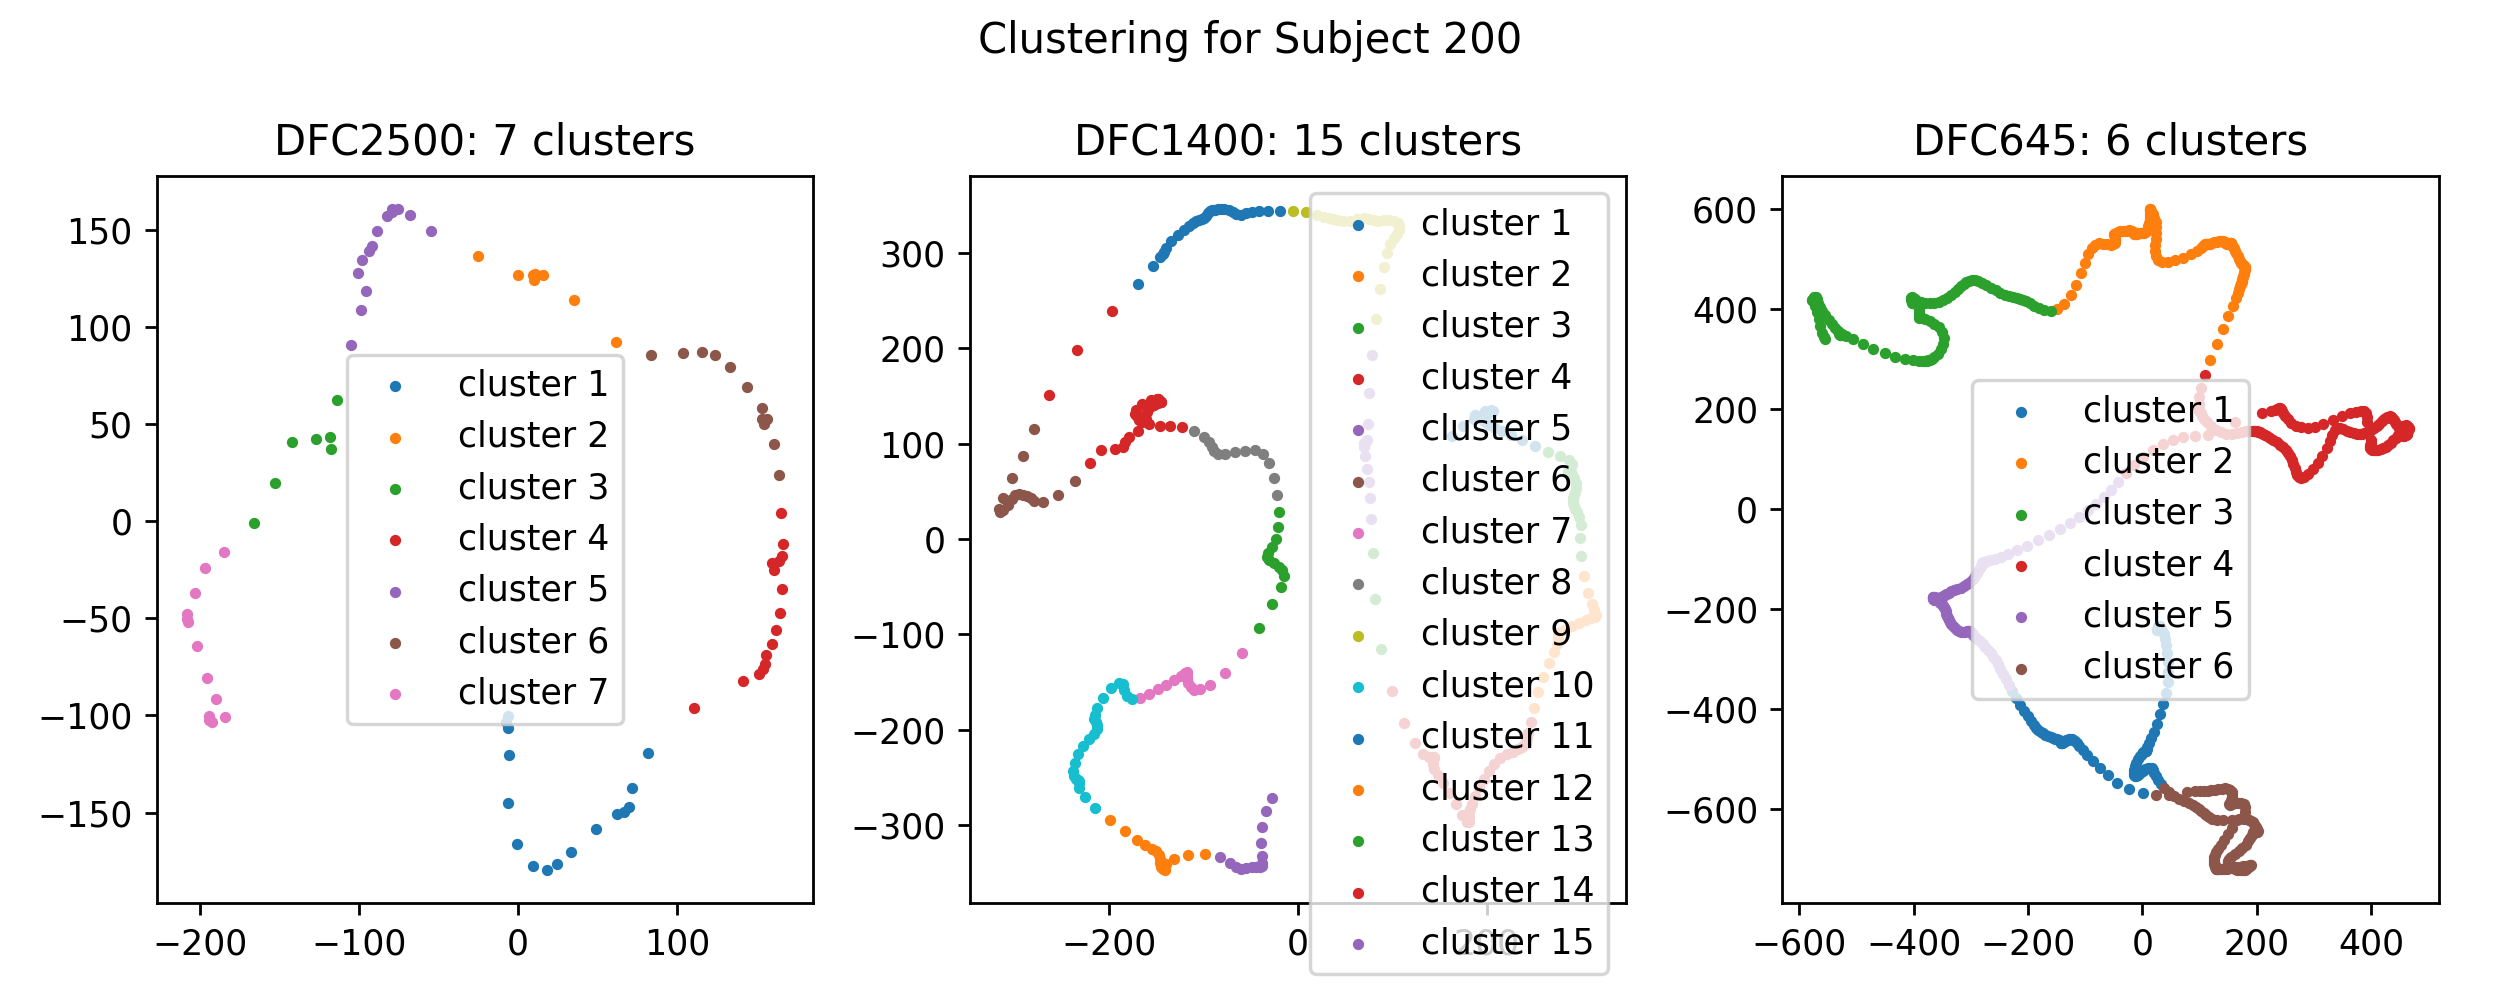 Clustering for Subject 200
DFC2500: 7 clusters
150
100
50
0
−50
−100
−150
−200
−100
0
100
cluster 1
cluster 2
cluster 3
cluster 4
cluster 5
cluster 6
cluster 7
DFC1400: 15 clusters
300
200
100
0
−100
−200
−300
−200
0
200
cluster 1
cluster 2
cluster 3
cluster 4
cluster 5
cluster 6
cluster 7
cluster 8
cluster 9
cluster 10
cluster 11
cluster 12
cluster 13
cluster 14
cluster 15
DFC645: 6 clusters
600
400
200
0
−200
−400
−600
−600
−400
−200
0
200
400
cluster 1
cluster 2
cluster 3
cluster 4
cluster 5
cluster 6